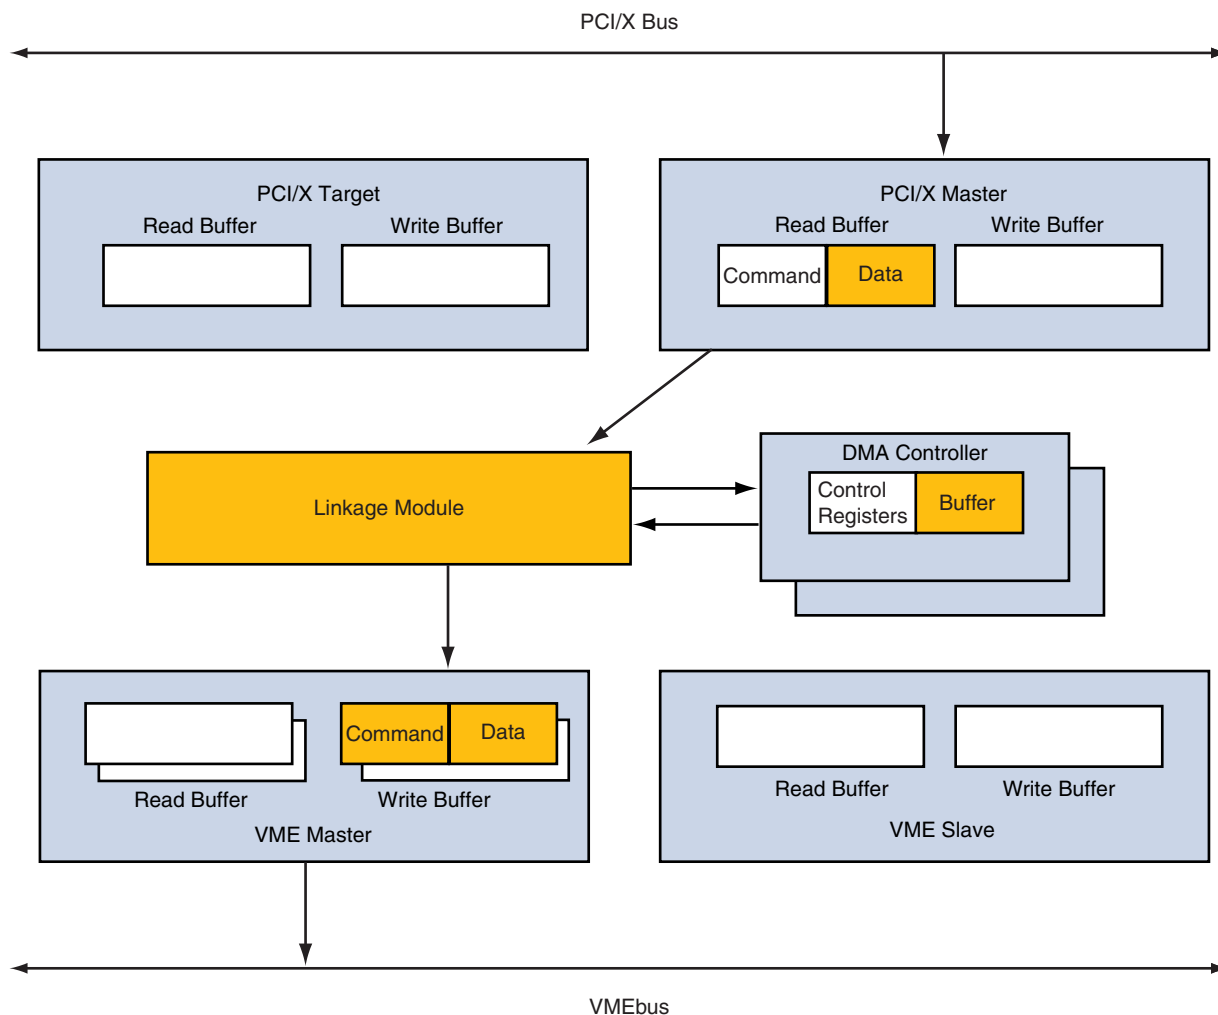 PCI/X Bus
PCI/X Target
Read Buffer
Write Buffer
PCI/X Master
Read Buffer
Write Buffer
Command
Data
Linkage Module
DMA Controller
Control
Registers
Buffer
Command
Data
Read Buffer
Write Buffer
VME Master
Read Buffer
Write Buffer
VME Slave
VMEbus